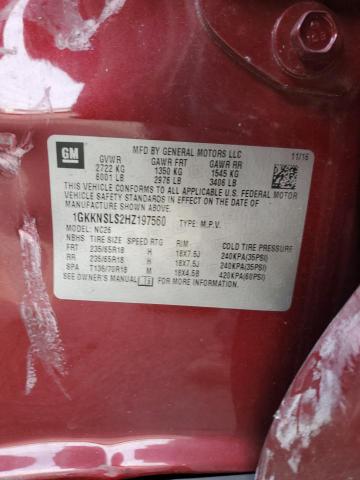 GM
MFD BY GENERAL MOTORS LLC
11/16
GVWR GAWR FRT GAWR RR
2722 KG 1350 KG 1545 KG
6001 LB 2976 LB 3406 LB
THIS VEHICLE CONFORMS TO ALL APPLICABLE U.S. FEDERAL MOTOR
VEHICLE SAFETY STANDARDS IN EFFECT ON THE DATE OF
MANUFACTURE SHOWN ABOVE.
1GKKNSLS2HZ197560 TYPE: M.P.V.
MODEL: NC26
NBHS TIRE SIZE SPEED RTG RIM COLD TIRE PRESSURE
FRT 235/65R18 H 18X7.5J 240KPA(35PSI)
RR 235/65R18 H 18X7.5J 240KPA(35PSI)
SPA T135/70R18 M 18X4.5B 420KPA(60PSI)
SEE OWNER'S MANUAL